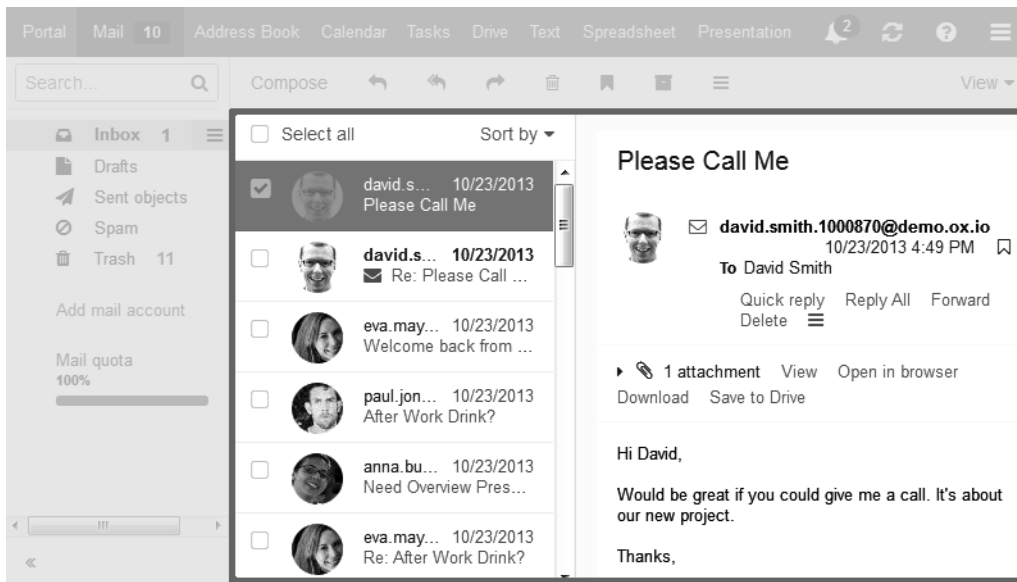 Portal Mail 10 Address Book Calendar Tasks Drive Text Spreadsheet Presentation 2
Search... Compose View
Inbox 1
Drafts
Sent objects
Spam
Trash 11
Add mail account
Mail quota
100%
Select all Sort by
david.s... 10/23/2013
Please Call Me
david.s... 10/23/2013
Re: Please Call ...
eva.may... 10/23/2013
Welcome back from ...
paul.jon... 10/23/2013
After Work Drink?
anna.bu... 10/23/2013
Need Overview Pres...
eva.may... 10/23/2013
Re: After Work Drink?
Please Call Me
david.smith.1000870@demo.ox.io
10/23/2013 4:49 PM
To David Smith
Quick reply Reply All Forward
Delete
1 attachment View Open in browser
Download Save to Drive
Hi David,
Would be great if you could give me a call. It's about
our new project.
Thanks,